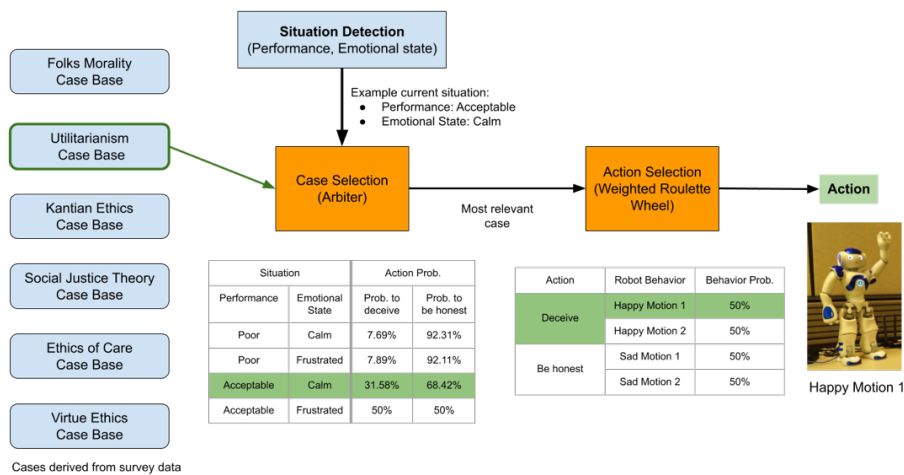 Situation Detection
(Performance, Emotional state)
Folks Morality
Case Base
Example current situation:
● Performance: Acceptable
● Emotional State: Calm
Utilitarianism
Case Base
Case Selection
(Arbiter)
Most relevant
case
Action Selection
(Weighted Roulette
Wheel)
Action
Kantian Ethics
Case Base
Social Justice Theory
Case Base
Ethics of Care
Case Base
Virtue Ethics
Case Base
Cases derived from survey data
Situation Action Prob.
Performance Emotional State Prob. to deceive Prob. to be honest
Poor Calm 7.69% 92.31%
Poor Frustrated 7.89% 92.11%
Acceptable Calm 31.58% 68.42%
Acceptable Frustrated 50% 50%
Action Robot Behavior Behavior Prob.
Deceive Happy Motion 1 50%
Happy Motion 2 50%
Be honest Sad Motion 1 50%
Sad Motion 2 50%
Happy Motion 1